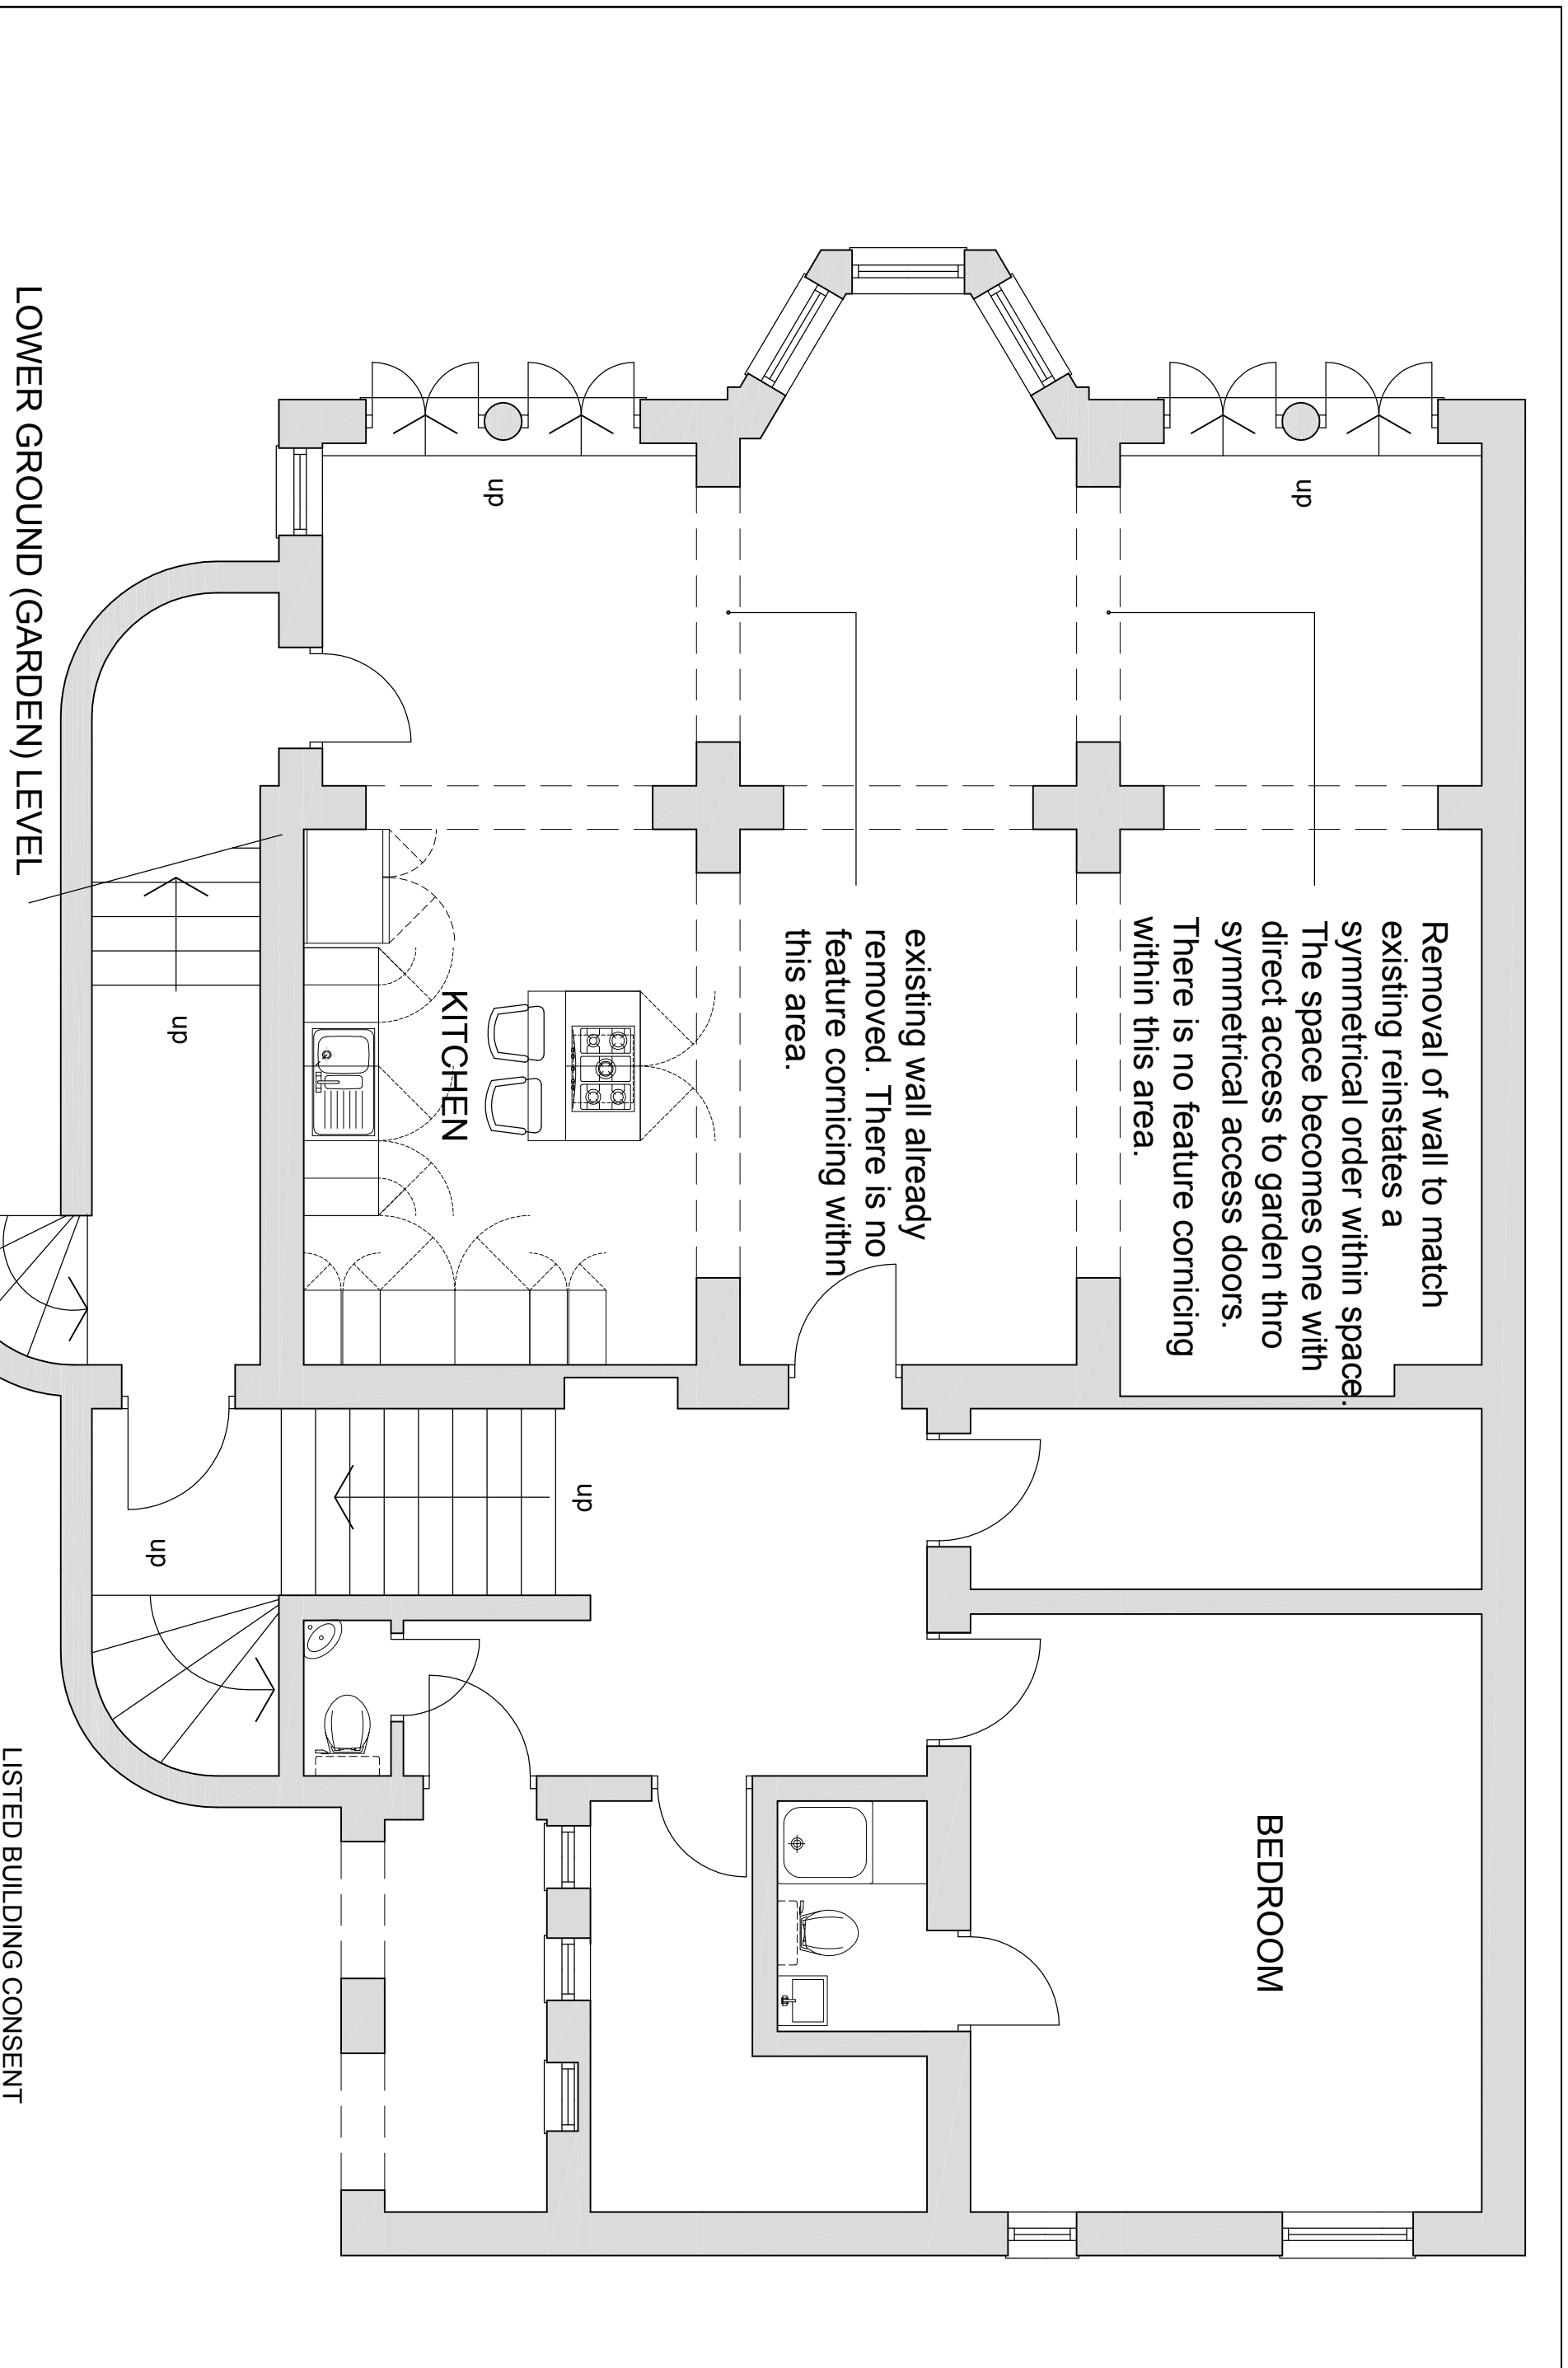 Removal of wall to match
existing reinstates a
symmetrical order within space.
The space becomes one with
direct access to garden thro
symmetrical access doors.
There is no feature cornicing
within this area.
existing wall already
removed. There is no
feature cornicing withn
this area.
up
up
KITCHEN
BEDROOM
up
up
up
LOWER GROUND (GARDEN) LEVEL
LISTED BUILDING CONSENT